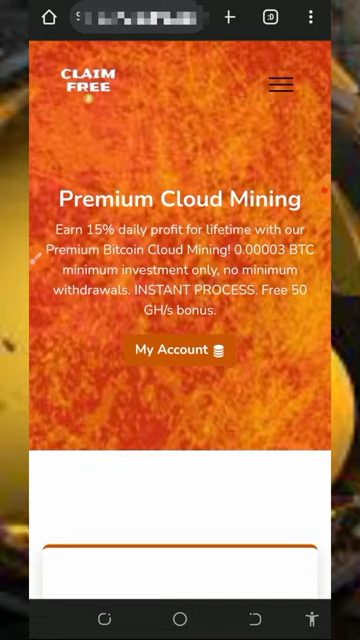 CLAIM
FREE
Premium Cloud Mining
Earn 15% daily profit for lifetime with our
Premium Bitcoin Cloud Mining! 0.00003 BTC
minimum investment only, no minimum
withdrawals. INSTANT PROCESS. Free 50
GH/s bonus.
My Account